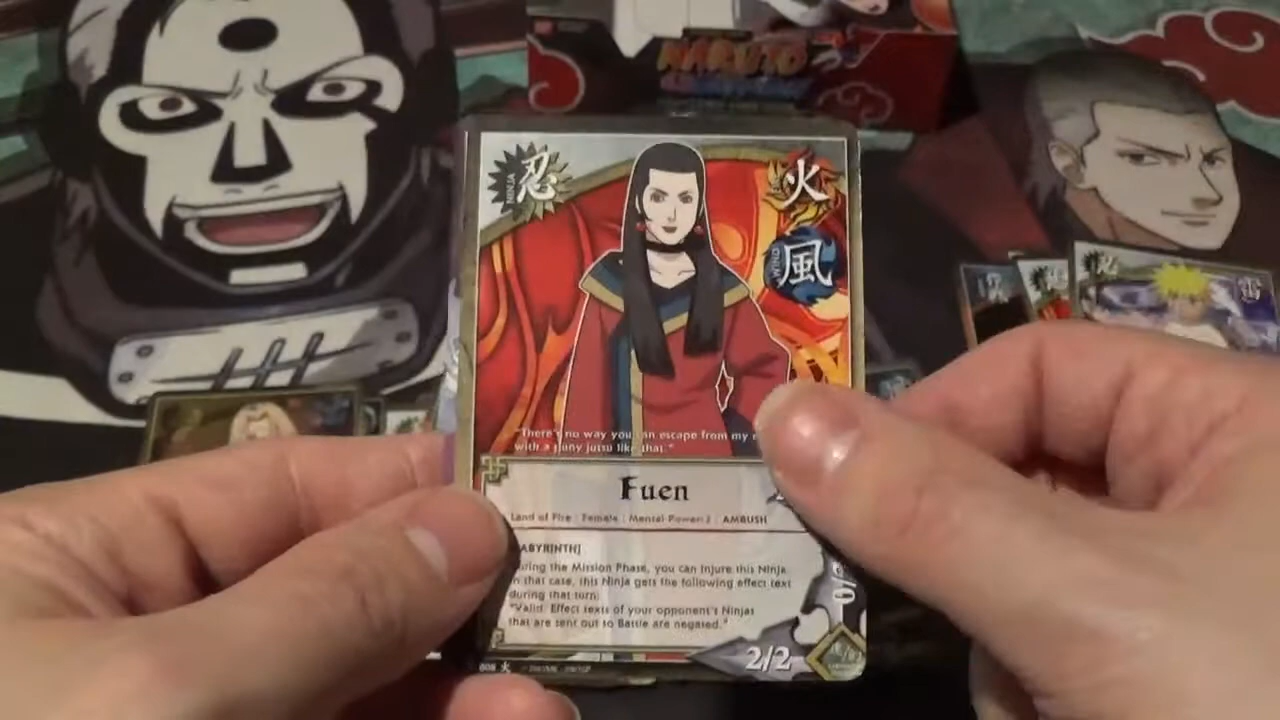 NARUTO
忍
NINJA
火
風
WIND
"There's no way you can escape from my
with a puny jutsu like that."
Fuen
Land of Fire | Female | Mental Power: 2 | AMBUSH
ABYRINTH]
uring the Mission Phase, you can injure this Ninja.
n that case, this Ninja gets the following effect text
during that turn:
"Valid: Effect texts of your opponent's Ninjas
that are sent out to Battle are negated."
0/
2/2
火